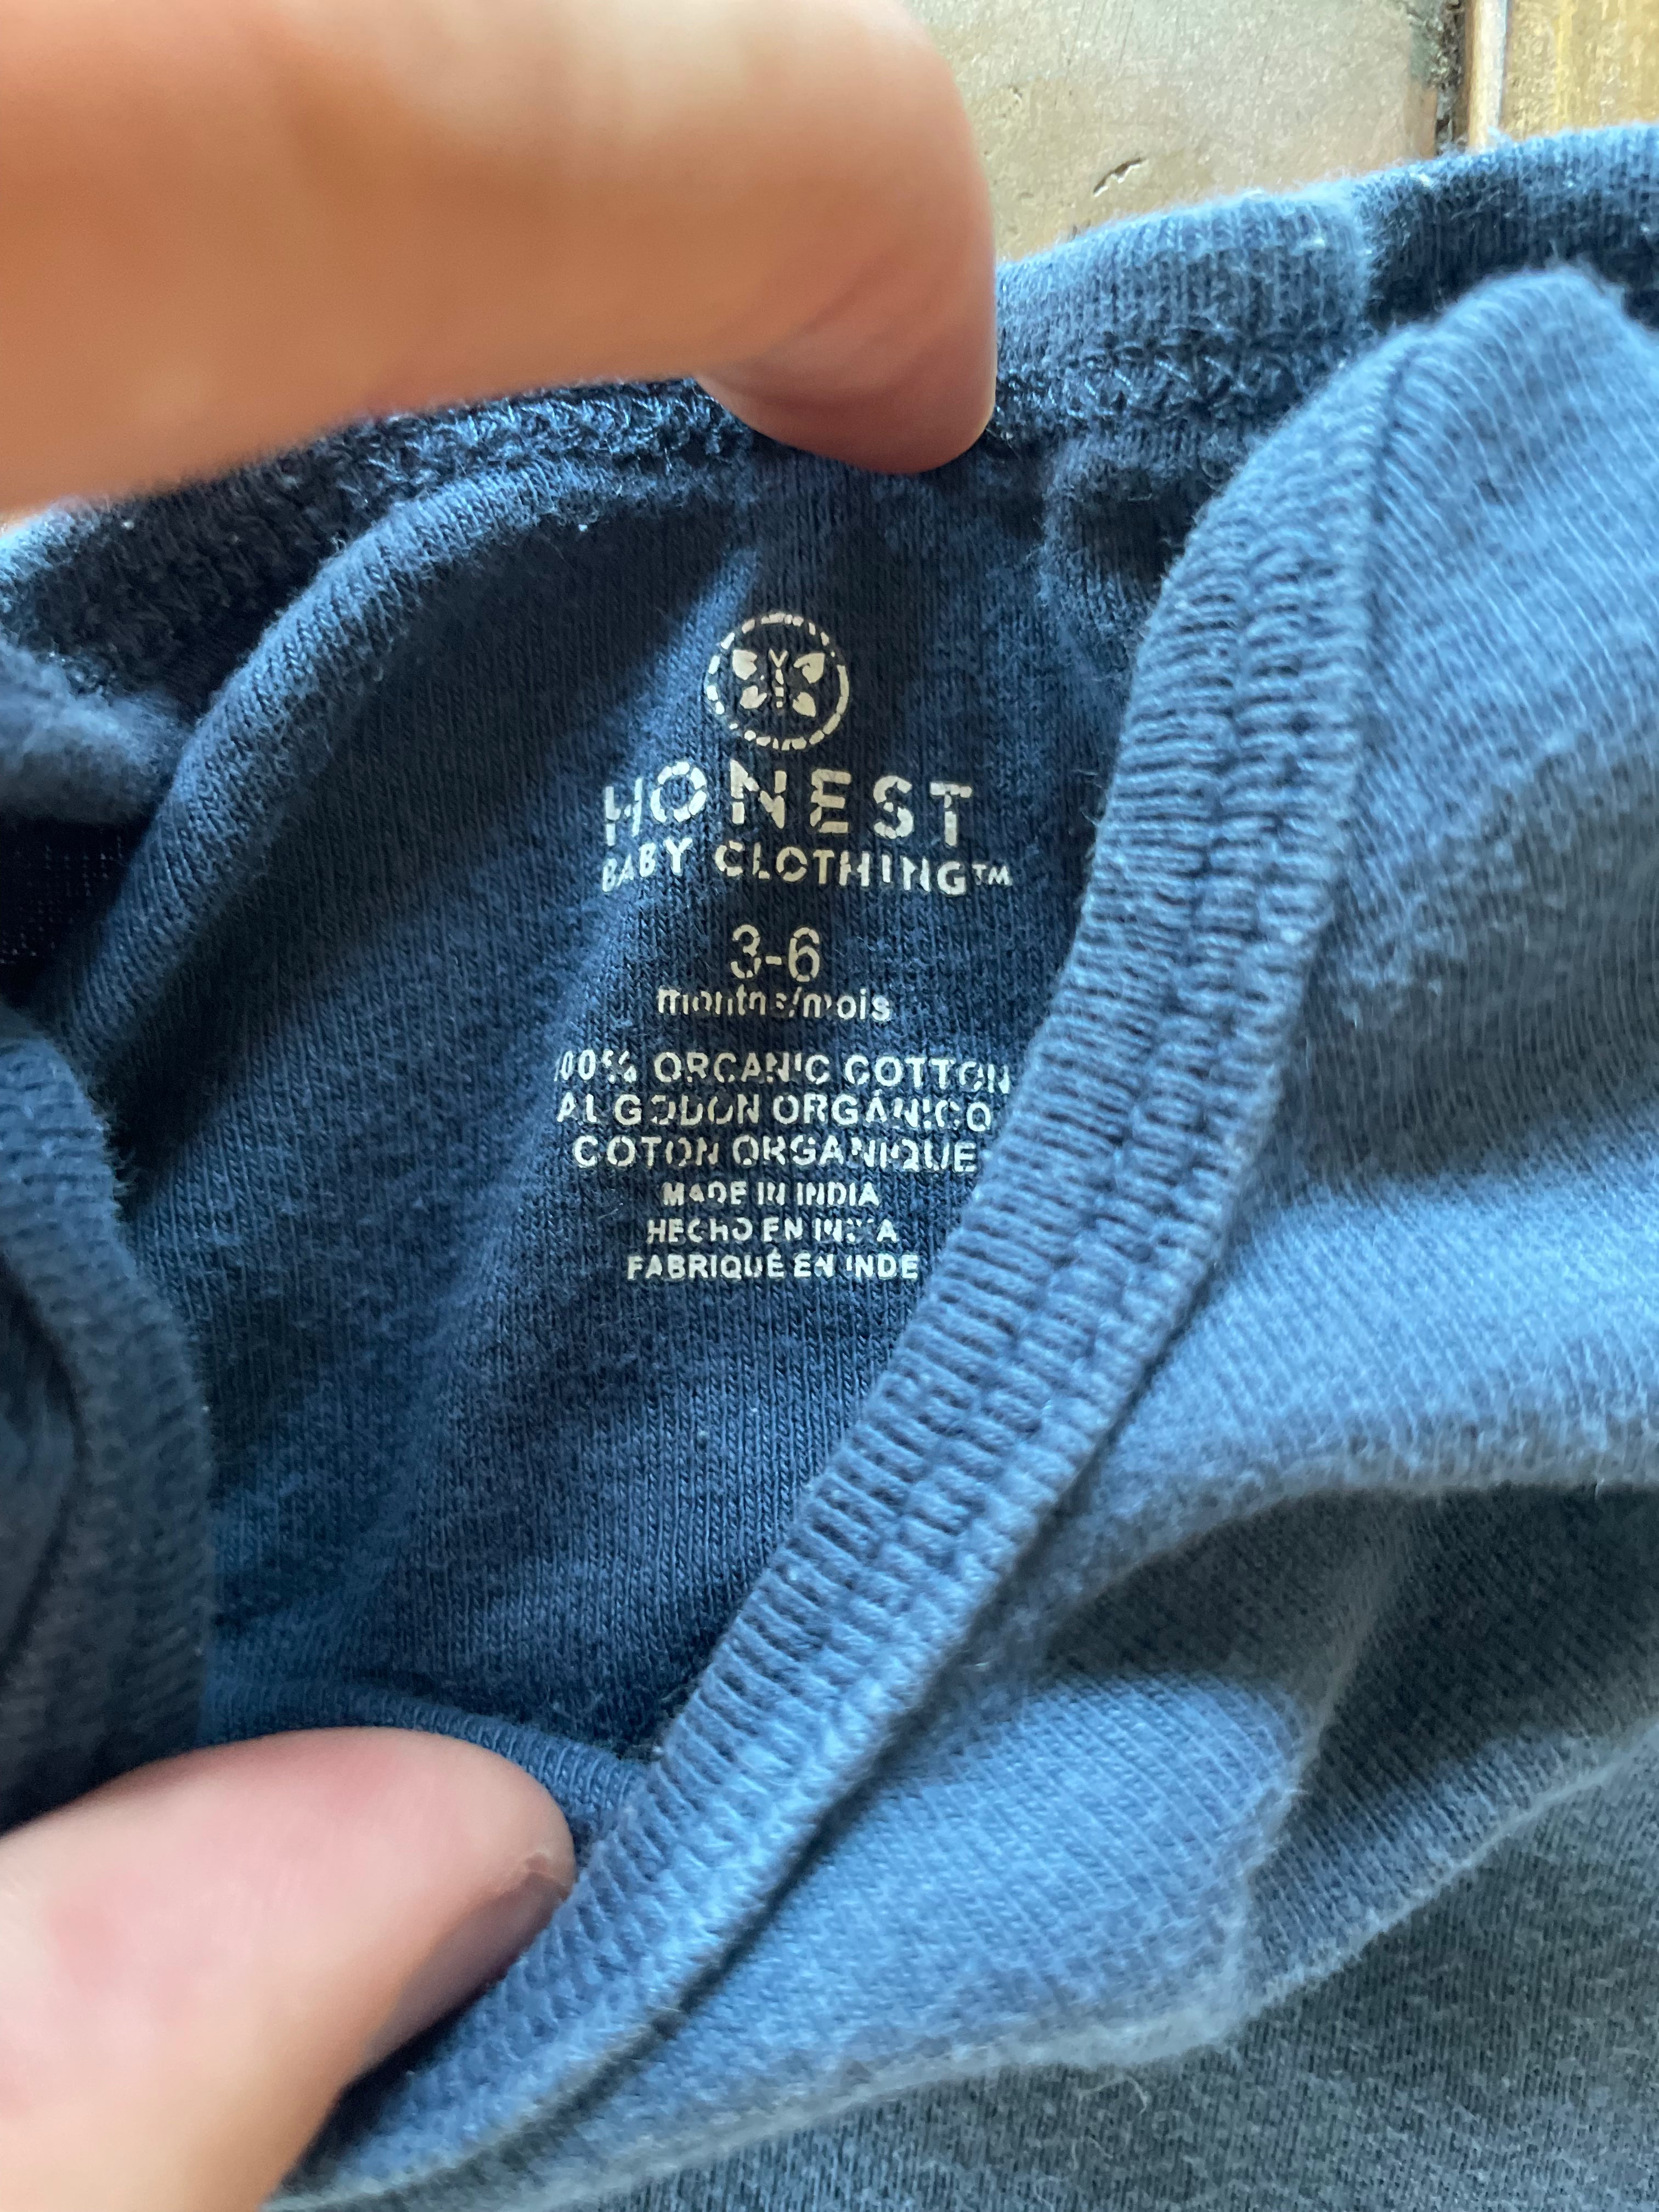 HONEST
BABY CLOTHING™
3-6
months/mois
100% ORGANIC COTTON
ALGODON ORGÁNICO
COTON ORGANIQUE
MADE IN INDIA
HECHO EN INDIA
FABRIQUÉ EN INDE